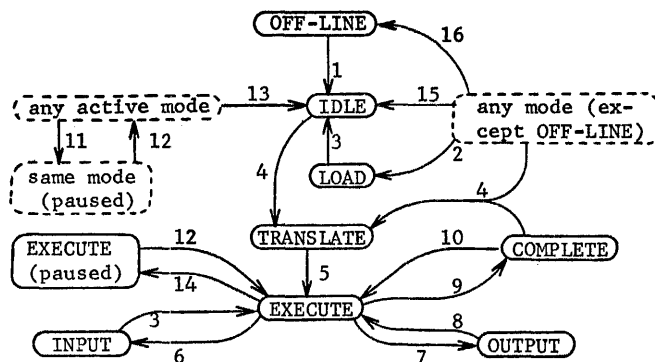 OFF-LINE
16
1
any active mode
13
IDLE
15
any mode (ex-
cept OFF-LINE)
11
12
3
2
same mode
(paused)
4
LOAD
4
TRANSLATE
12
10
COMPLETE
EXECUTE
(paused)
5
14
9
EXECUTE
3
8
INPUT
6
7
OUTPUT